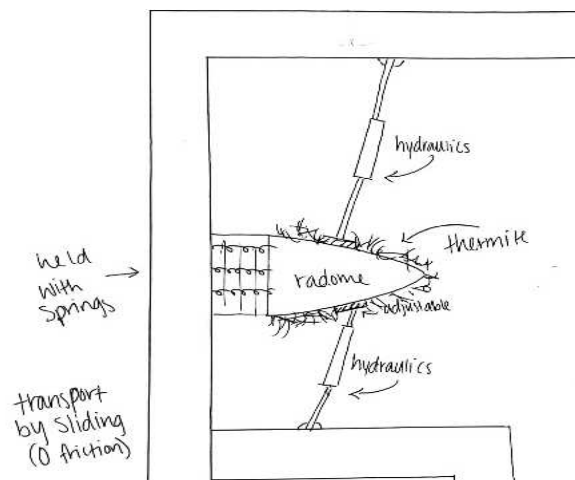 hydraulics
thermite
held
with
springs
radome
adjustable
hydraulics
transport
by sliding
(0 friction)